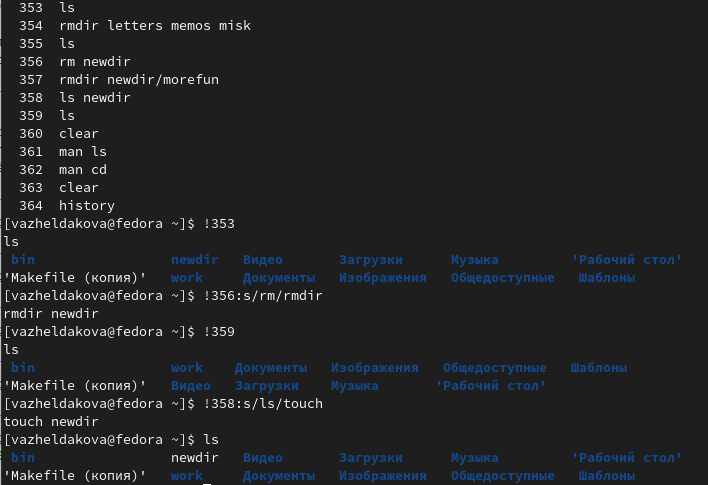 353 ls
354 rmdir letters memos misk
355 ls
356 rm newdir
357 rmdir newdir/morefun
358 ls newdir
359 ls
360 clear
361 man ls
362 man cd
363 clear
364 history
[vazheldakova@fedora ~]$ !353
ls
bin newdir Видео Загрузки Музыка 'Рабочий стол'
'Makefile (копия)' work Документы Изображения Общедоступные Шаблоны
[vazheldakova@fedora ~]$ !356:s/rm/rmdir
rmdir newdir
[vazheldakova@fedora ~]$ !359
ls
bin work Документы Изображения Общедоступные Шаблоны
'Makefile (копия)' Видео Загрузки Музыка 'Рабочий стол'
[vazheldakova@fedora ~]$ !358:s/ls/touch
touch newdir
[vazheldakova@fedora ~]$ ls
bin newdir Видео Загрузки Музыка 'Рабочий стол'
'Makefile (копия)' work Документы Изображения Общедоступные Шаблоны